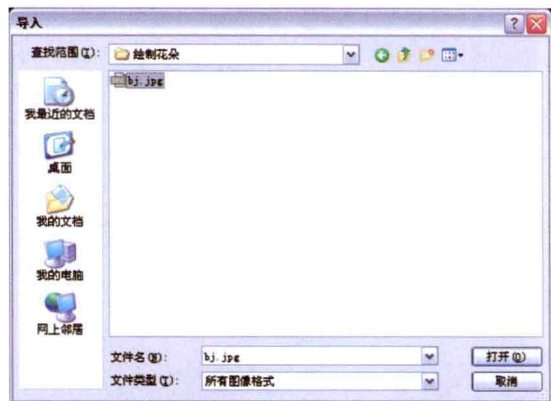 导入
查找范围(I):
绘制花朵
bj.jpg
我最近的文档
桌面
我的文档
我的电脑
网上邻居
文件名(N):
bj.jpg
打开(O)
文件类型(T):
所有图像格式
取消